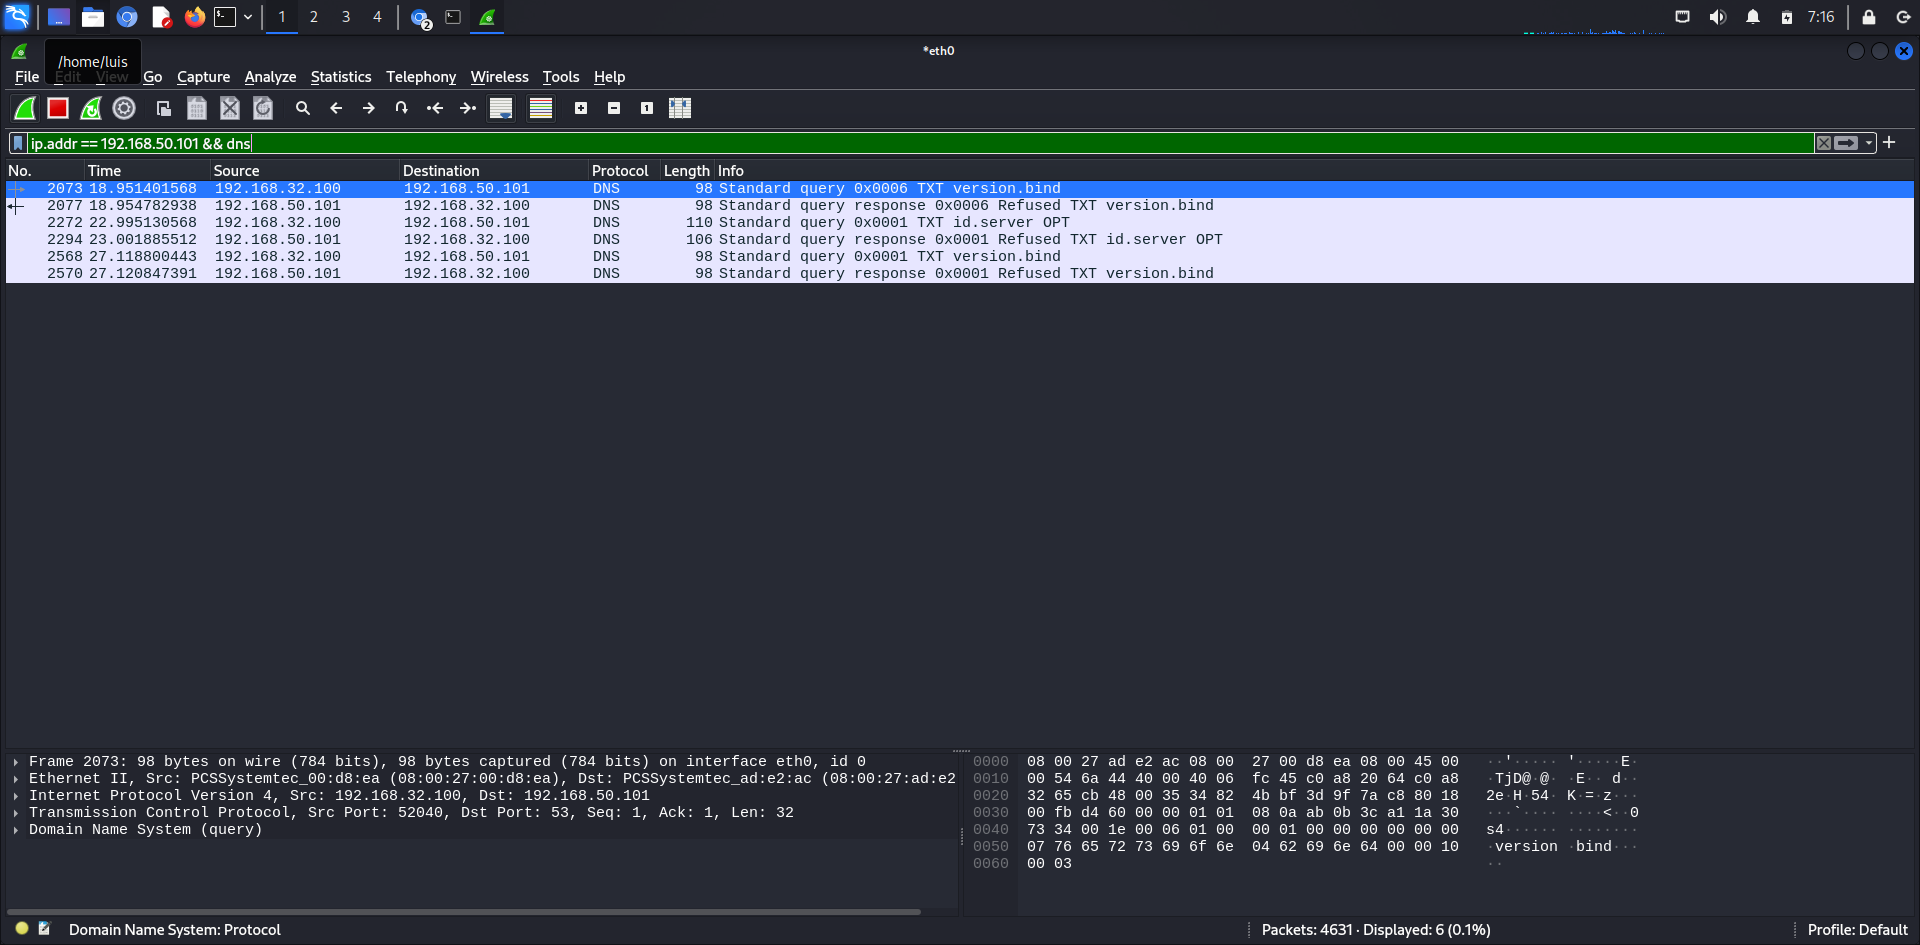 1 2 3 4 2 7:16
*eth0
/home/luis
File Edit View Go Capture Analyze Statistics Telephony Wireless Tools Help
ip.addr == 192.168.50.101 && dns
No. Time Source Destination Protocol Length Info
2073 18.951401568 192.168.32.100 192.168.50.101 DNS 98 Standard query 0x0006 TXT version.bind
2077 18.954782938 192.168.50.101 192.168.32.100 DNS 98 Standard query response 0x0006 Refused TXT version.bind
2272 22.995130568 192.168.32.100 192.168.50.101 DNS 110 Standard query 0x0001 TXT id.server OPT
2294 23.001885512 192.168.50.101 192.168.32.100 DNS 106 Standard query response 0x0001 Refused TXT id.server OPT
2568 27.118800443 192.168.32.100 192.168.50.101 DNS 98 Standard query 0x0001 TXT version.bind
2570 27.120847391 192.168.50.101 192.168.32.100 DNS 98 Standard query response 0x0001 Refused TXT version.bind
Frame 2073: 98 bytes on wire (784 bits), 98 bytes captured (784 bits) on interface eth0, id 0
Ethernet II, Src: PCSSystemtec_00:d8:ea (08:00:27:00:d8:ea), Dst: PCSSystemtec_ad:e2:ac (08:00:27:ad:e2
Internet Protocol Version 4, Src: 192.168.32.100, Dst: 192.168.50.101
Transmission Control Protocol, Src Port: 52040, Dst Port: 53, Seq: 1, Ack: 1, Len: 32
Domain Name System (query)
0000 08 00 27 ad e2 ac 08 00 27 00 d8 ea 08 00 45 00 ··'····· '·····E·
0010 00 54 6a 44 40 00 40 06 fc 45 c0 a8 20 64 c0 a8 ·TjD@·@· ·E·· d··
0020 32 65 cb 48 00 35 34 82 4b bf 3d 9f 7a c8 80 18 2e·H·54· K·=·z···
0030 00 fb d4 60 00 00 01 01 08 0a ab 0b 3c a1 1a 30 ···`···· ····<··0
0040 73 34 00 1e 00 06 01 00 00 01 00 00 00 00 00 00 s4······ ········
0050 07 76 65 72 73 69 6f 6e 04 62 69 6e 64 00 00 10 ·version ·bind···
0060 00 03 ··
Domain Name System: Protocol Packets: 4631 · Displayed: 6 (0.1%) Profile: Default